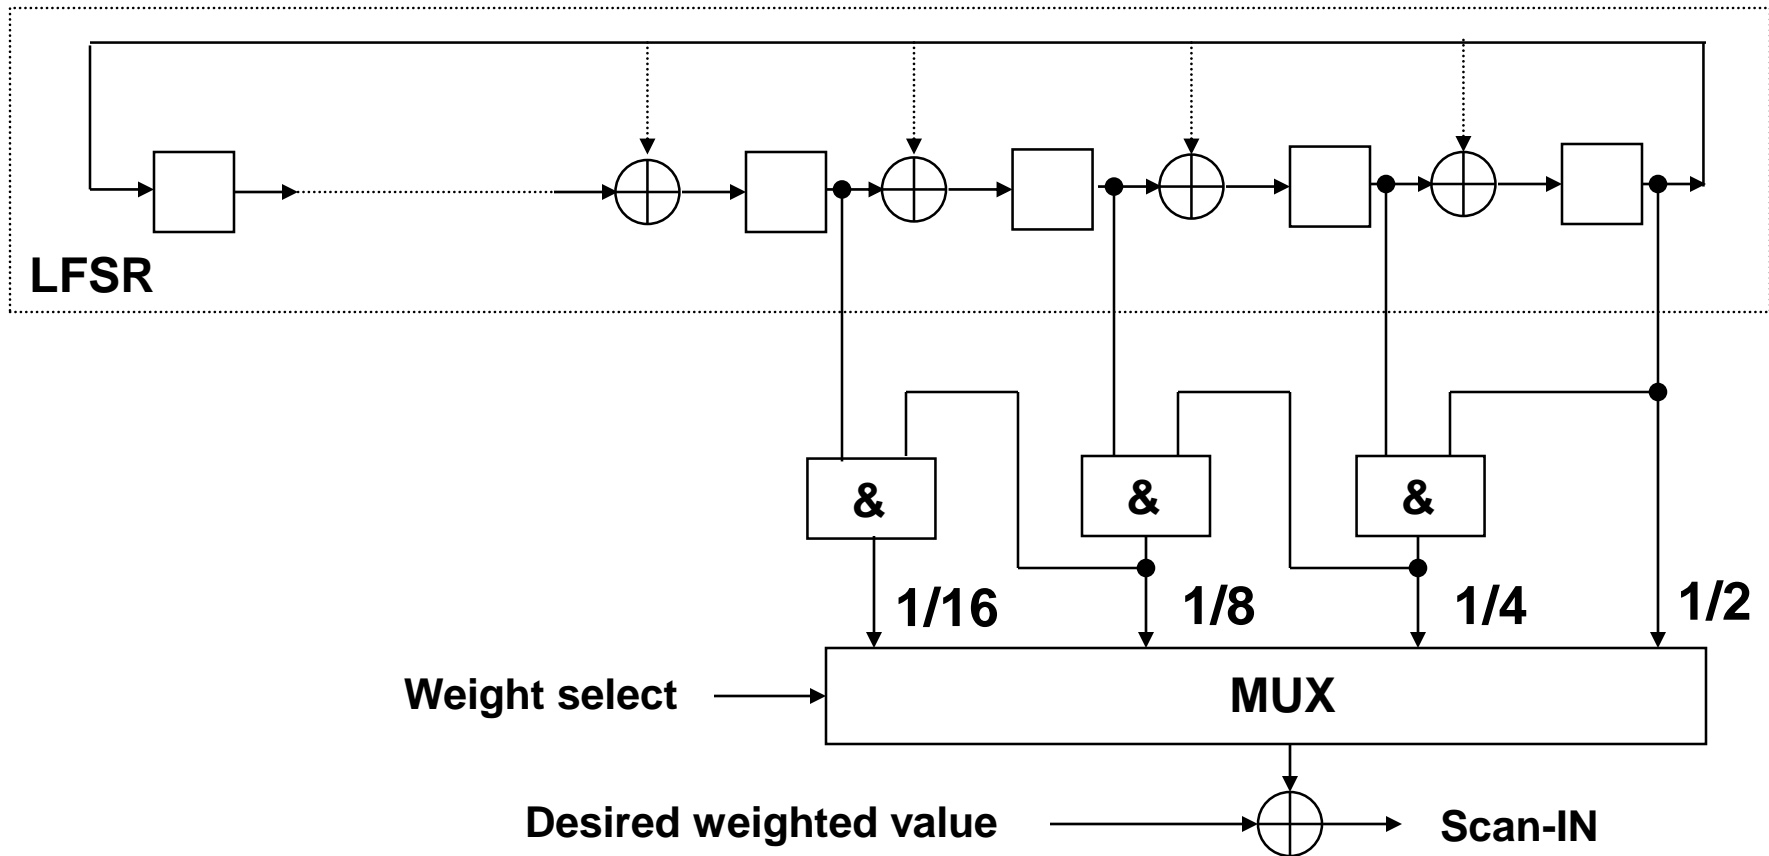 LFSR
& & &
1/16 1/8 1/4 1/2
Weight select MUX
Desired weighted value Scan-IN